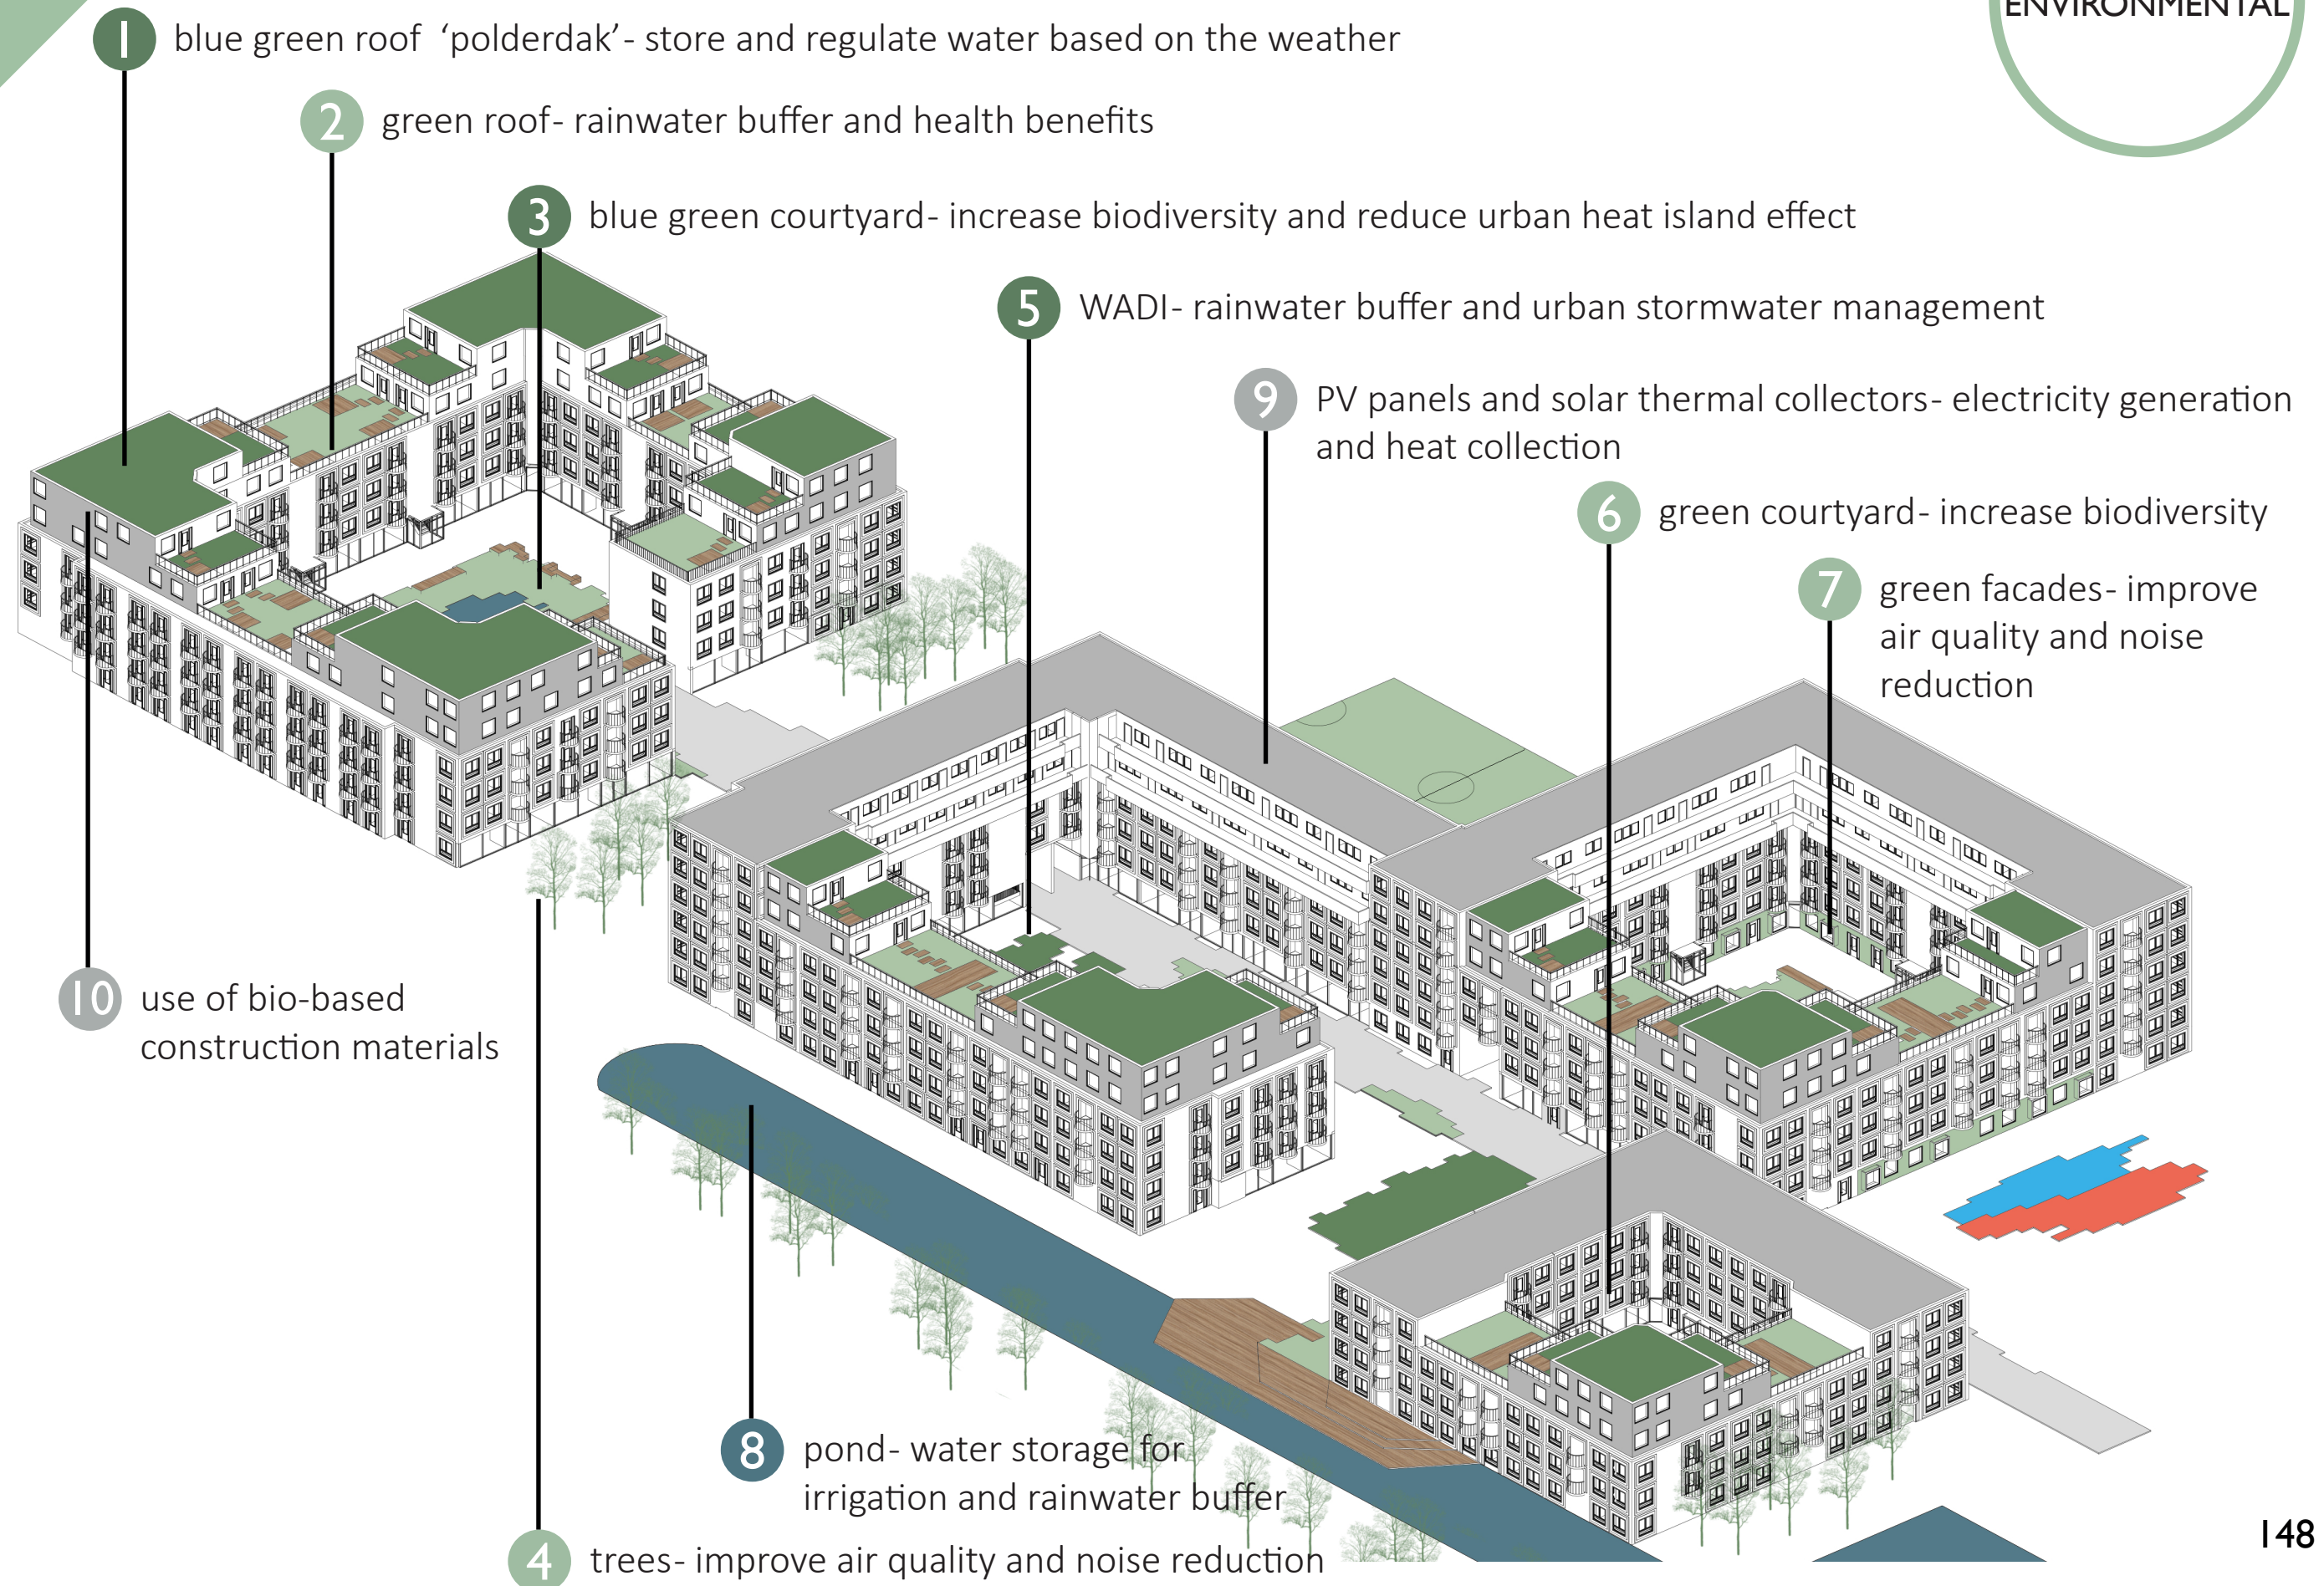 ENVIRONMENTAL
1 blue green roof 'polderdak' - store and regulate water based on the weather
2 green roof - rainwater buffer and health benefits
3 blue green courtyard - increase biodiversity and reduce urban heat island effect
5 WADI - rainwater buffer and urban stormwater management
9 PV panels and solar thermal collectors - electricity generation
and heat collection
6 green courtyard - increase biodiversity
7 green facades - improve
air quality and noise
reduction
10 use of bio-based
construction materials
8 pond - water storage for
irrigation and rainwater buffer
4 trees - improve air quality and noise reduction
148